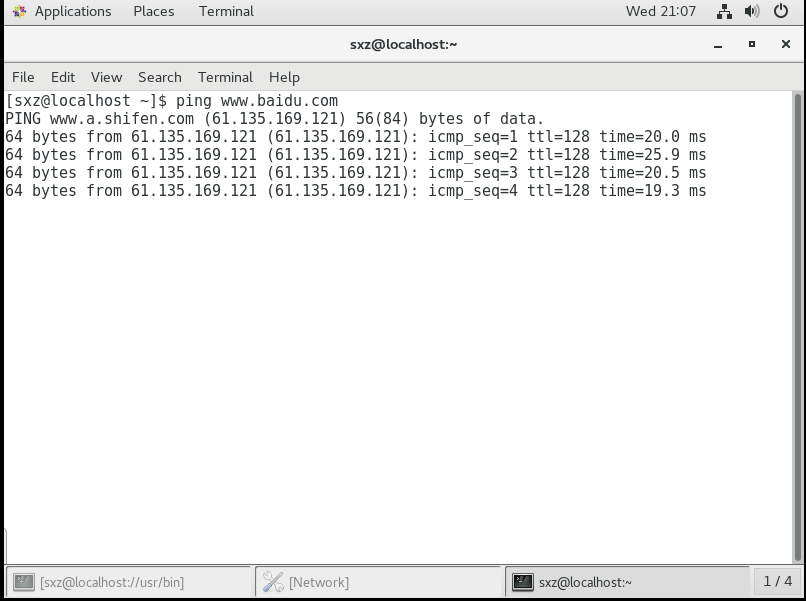 Applications Places Terminal Wed 21:07
sxz@localhost:~
File Edit View Search Terminal Help
[sxz@localhost ~]$ ping www.baidu.com
PING www.a.shifen.com (61.135.169.121) 56(84) bytes of data.
64 bytes from 61.135.169.121 (61.135.169.121): icmp_seq=1 ttl=128 time=20.0 ms
64 bytes from 61.135.169.121 (61.135.169.121): icmp_seq=2 ttl=128 time=25.9 ms
64 bytes from 61.135.169.121 (61.135.169.121): icmp_seq=3 ttl=128 time=20.5 ms
64 bytes from 61.135.169.121 (61.135.169.121): icmp_seq=4 ttl=128 time=19.3 ms
[sxz@localhost://usr/bin] [Network] sxz@localhost:~ 1 / 4